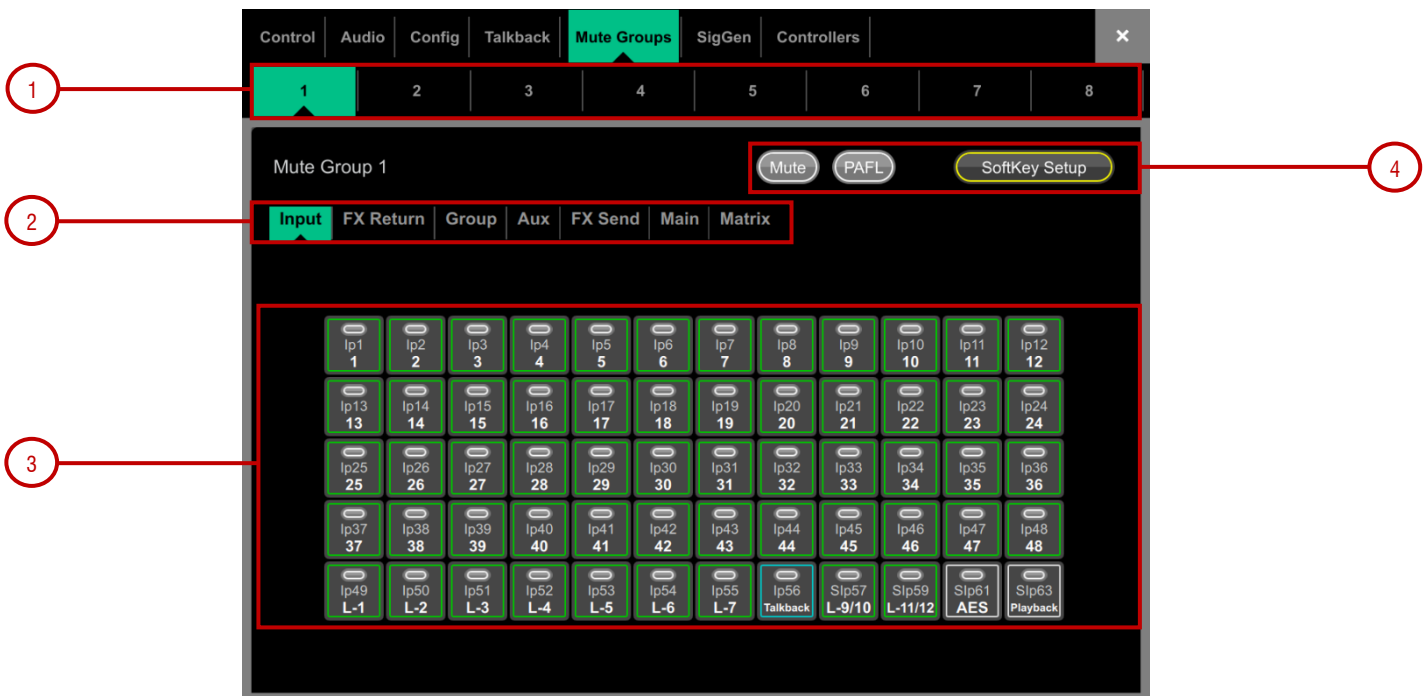 Control Audio Config Talkback Mute Groups SigGen Controllers ×
1
1 2 3 4 5 6 7 8
Mute Group 1 Mute PAFL SoftKey Setup
4
2
Input FX Return Group Aux FX Send Main Matrix
Ip1 Ip2 Ip3 Ip4 Ip5 Ip6 Ip7 Ip8 Ip9 Ip10 Ip11 Ip12
1 2 3 4 5 6 7 8 9 10 11 12
Ip13 Ip14 Ip15 Ip16 Ip17 Ip18 Ip19 Ip20 Ip21 Ip22 Ip23 Ip24
13 14 15 16 17 18 19 20 21 22 23 24
3
Ip25 Ip26 Ip27 Ip28 Ip29 Ip30 Ip31 Ip32 Ip33 Ip34 Ip35 Ip36
25 26 27 28 29 30 31 32 33 34 35 36
Ip37 Ip38 Ip39 Ip40 Ip41 Ip42 Ip43 Ip44 Ip45 Ip46 Ip47 Ip48
37 38 39 40 41 42 43 44 45 46 47 48
Ip49 Ip50 Ip51 Ip52 Ip53 Ip54 Ip55 Ip56 SIp57 SIp59 SIp61 SIp63
L-1 L-2 L-3 L-4 L-5 L-6 L-7 Talkback L-9/10 L-11/12 AES Playback